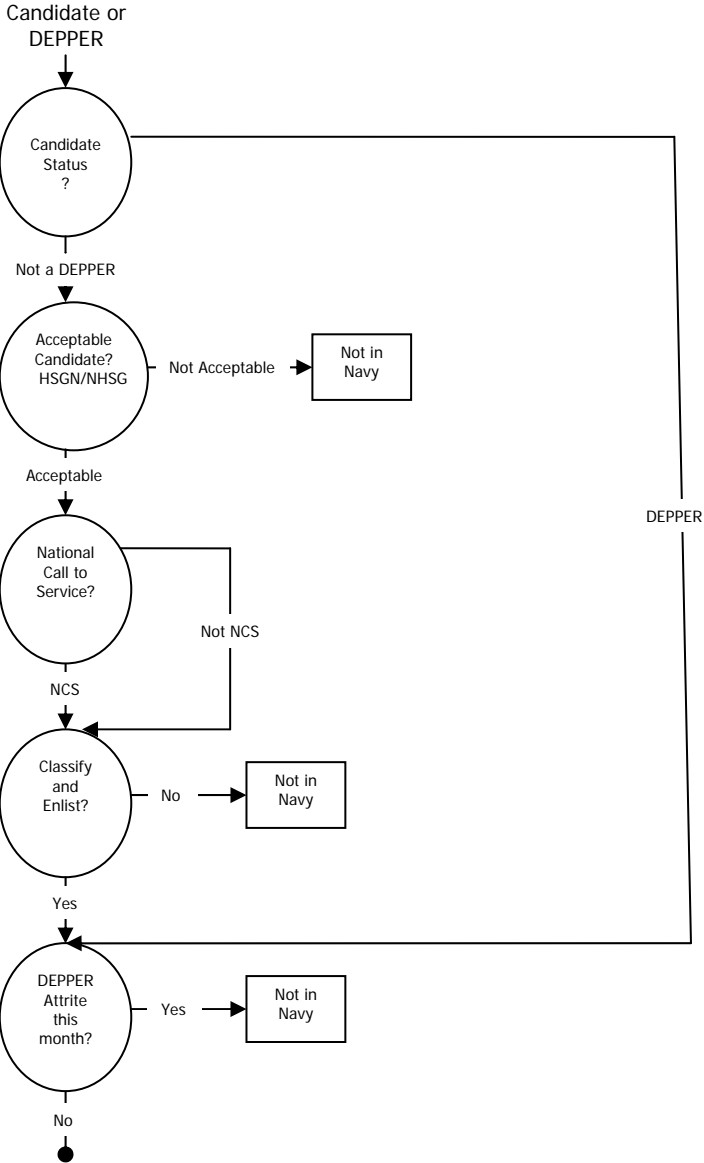 Candidate or
DEPPER
Candidate
Status
?
Not a DEPPER
Acceptable
Candidate?
HSGN/NHSG
Not Acceptable
Not in
Navy
Acceptable
DEPPER
National
Call to
Service?
Not NCS
NCS
Classify
and
Enlist?
No
Not in
Navy
Yes
DEPPER
Attrite
this
month?
Yes
Not in
Navy
No